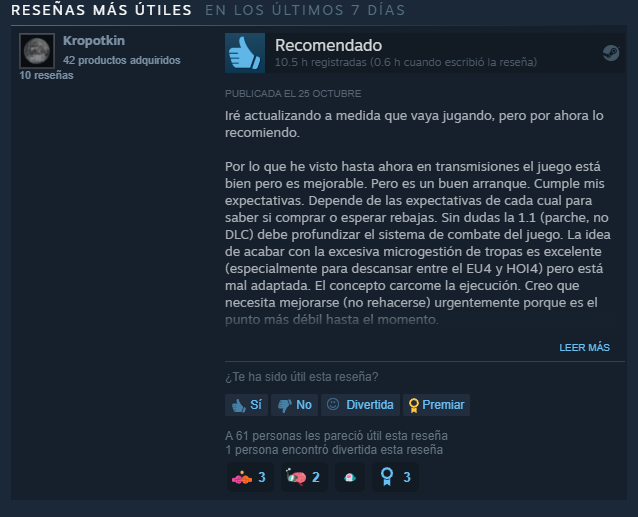 RESEÑAS MÁS ÚTILES EN LOS ÚLTIMOS 7 DÍAS
Kropotkin
42 productos adquiridos
10 reseñas
Recomendado
10.5 h registradas (0.6 h cuando escribió la reseña)
PUBLICADA EL 25 OCTUBRE
Iré actualizando a medida que vaya jugando, pero por ahora lo
recomiendo.
Por lo que he visto hasta ahora en transmisiones el juego está
bien pero es mejorable. Pero es un buen arranque. Cumple mis
expectativas. Depende de las expectativas de cada cual para
saber si comprar o esperar rebajas. Sin dudas la 1.1 (parche, no
DLC) debe profundizar el sistema de combate del juego. La idea
de acabar con la excesiva microgestión de tropas es excelente
(especialmente para descansar entre el EU4 y HOI4) pero está
mal adaptada. El concepto carcome la ejecución. Creo que
necesita mejorarse (no rehacerse) urgentemente porque es el
punto más débil hasta el momento.
LEER MÁS
¿Te ha sido útil esta reseña?
Sí No Divertida Premiar
A 61 personas les pareció útil esta reseña
1 persona encontró divertida esta reseña
3 2 3